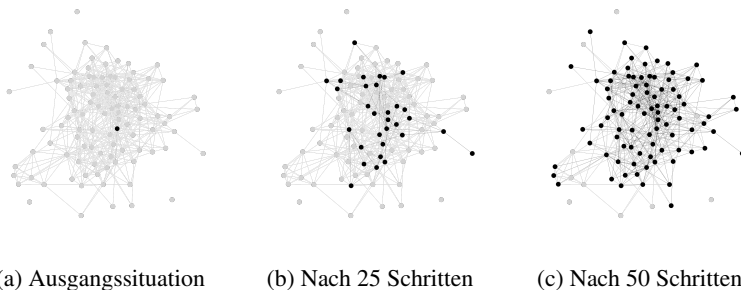 (a) Ausgangssituation
(b) Nach 25 Schritten
(c) Nach 50 Schritten